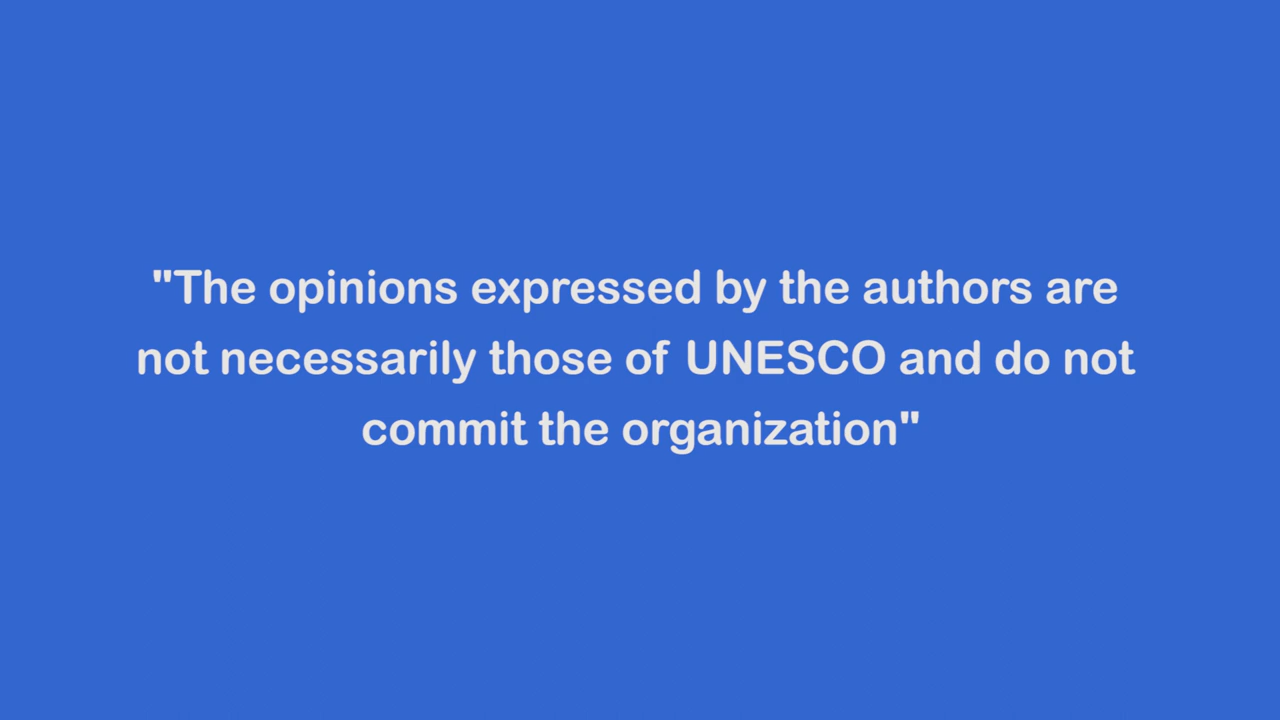 "The opinions expressed by the authors are
not necessarily those of UNESCO and do not
commit the organization"